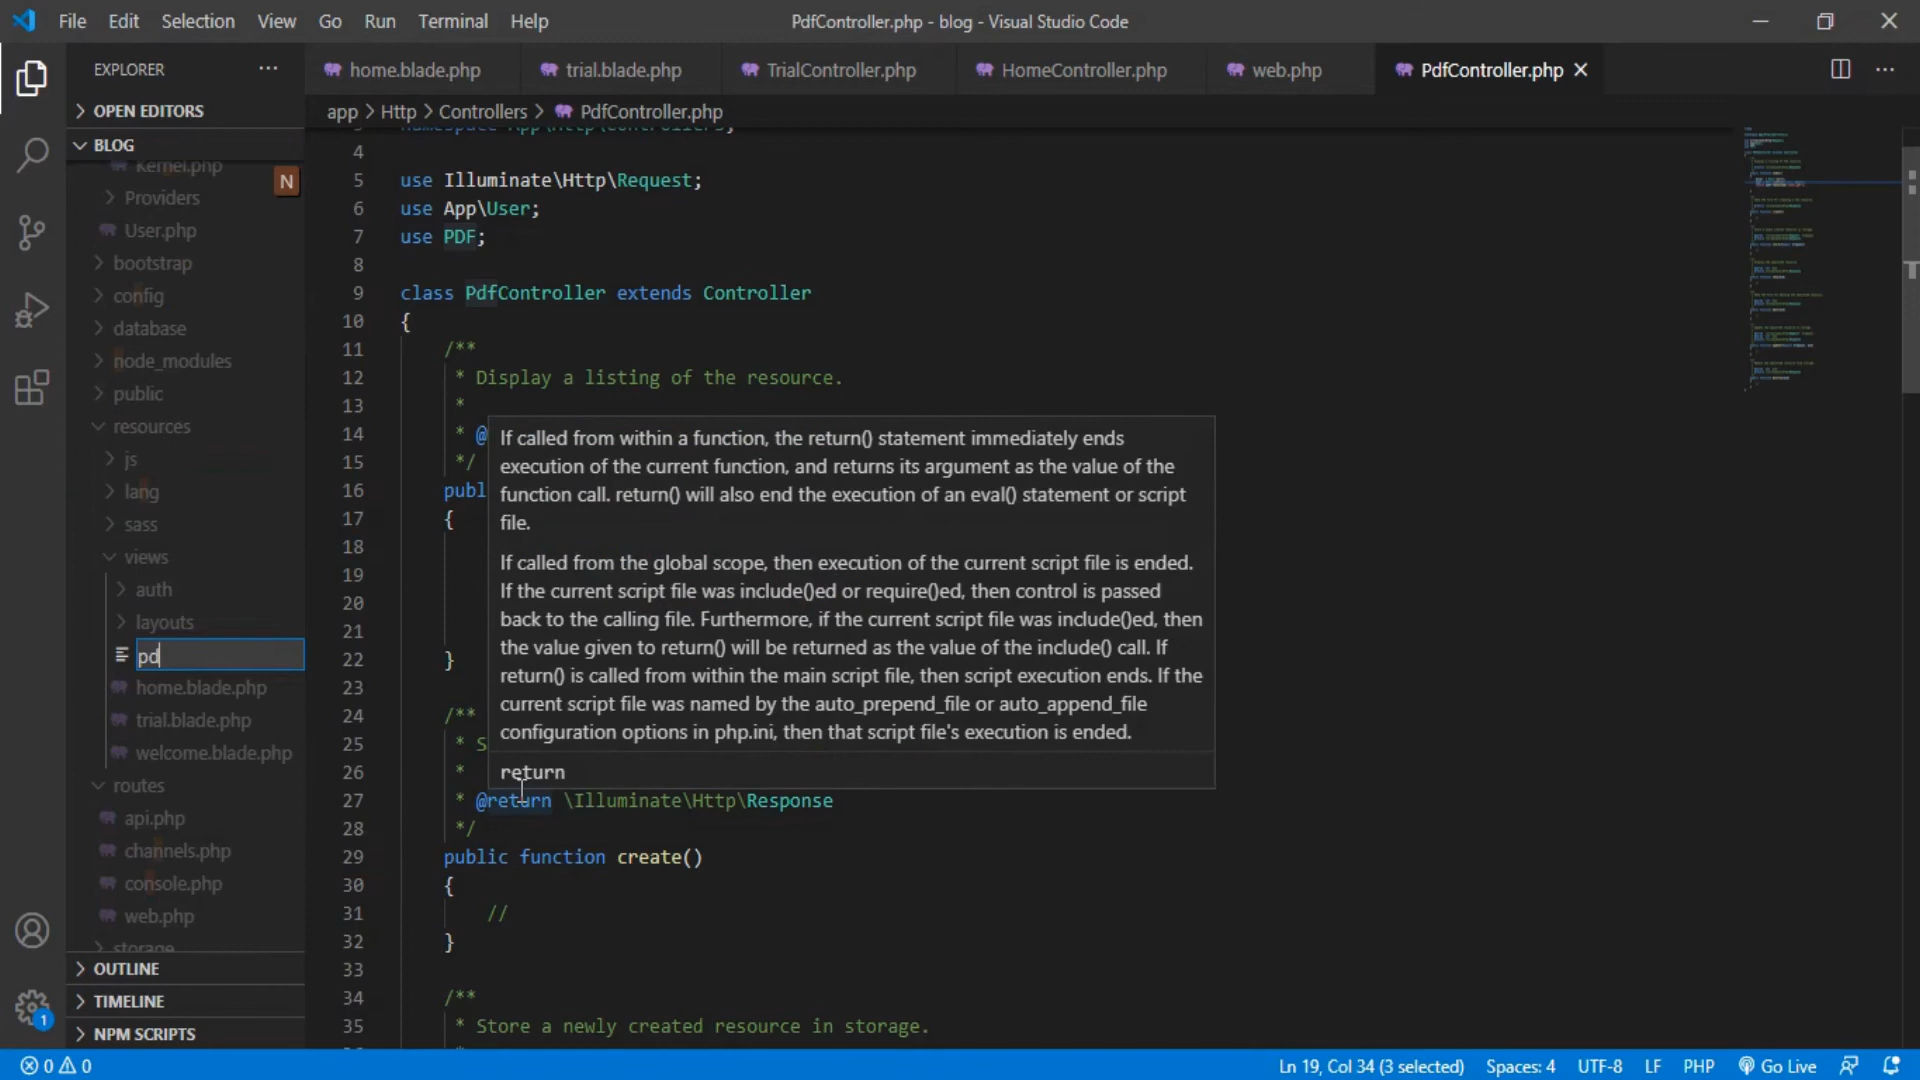 File Edit Selection View Go Run Terminal Help
PdfController.php - blog - Visual Studio Code
EXPLORER
home.blade.php
trial.blade.php
TrialController.php
HomeController.php
web.php
PdfController.php
OPEN EDITORS
app > Http > Controllers > PdfController.php
BLOG
Kernel.php
N
Providers
User.php
bootstrap
config
database
node_modules
public
resources
js
lang
sass
views
auth
layouts
pd
home.blade.php
trial.blade.php
welcome.blade.php
routes
api.php
channels.php
console.php
web.php
storage
OUTLINE
TIMELINE
NPM SCRIPTS
1
namespace App\Http\Controllers;
4
5 use Illuminate\Http\Request;
6 use App\User;
7 use PDF;
8
9 class PdfController extends Controller
10 {
11 /**
12 * Display a listing of the resource.
13 *
14 * @
15 */
16 publ
17 {
18
19
20
21
22 }
23
24 /**
25 * S
26 *
27 * @return \Illuminate\Http\Response
28 */
29 public function create()
30 {
31 //
32 }
33
34 /**
35 * Store a newly created resource in storage.
If called from within a function, the return() statement immediately ends
execution of the current function, and returns its argument as the value of the
function call. return() will also end the execution of an eval() statement or script
file.
If called from the global scope, then execution of the current script file is ended.
If the current script file was include()ed or require()ed, then control is passed
back to the calling file. Furthermore, if the current script file was include()ed, then
the value given to return() will be returned as the value of the include() call. If
return() is called from within the main script file, then script execution ends. If the
current script file was named by the auto_prepend_file or auto_append_file
configuration options in php.ini, then that script file's execution is ended.
return
0 0
Ln 19, Col 34 (3 selected) Spaces: 4 UTF-8 LF PHP Go Live